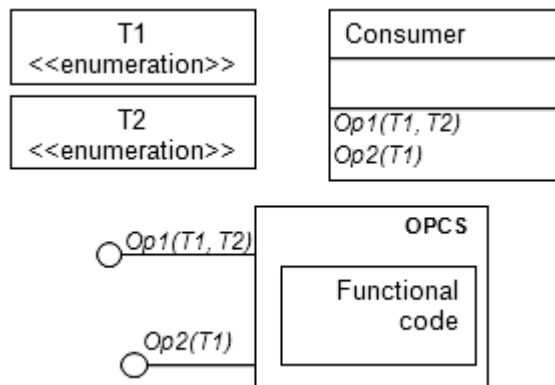 T1
<<enumeration>>
Consumer
T2
<<enumeration>>
Op1(T1, T2)
Op2(T1)
OPCS
Op1(T1, T2)
Functional
code
Op2(T1)